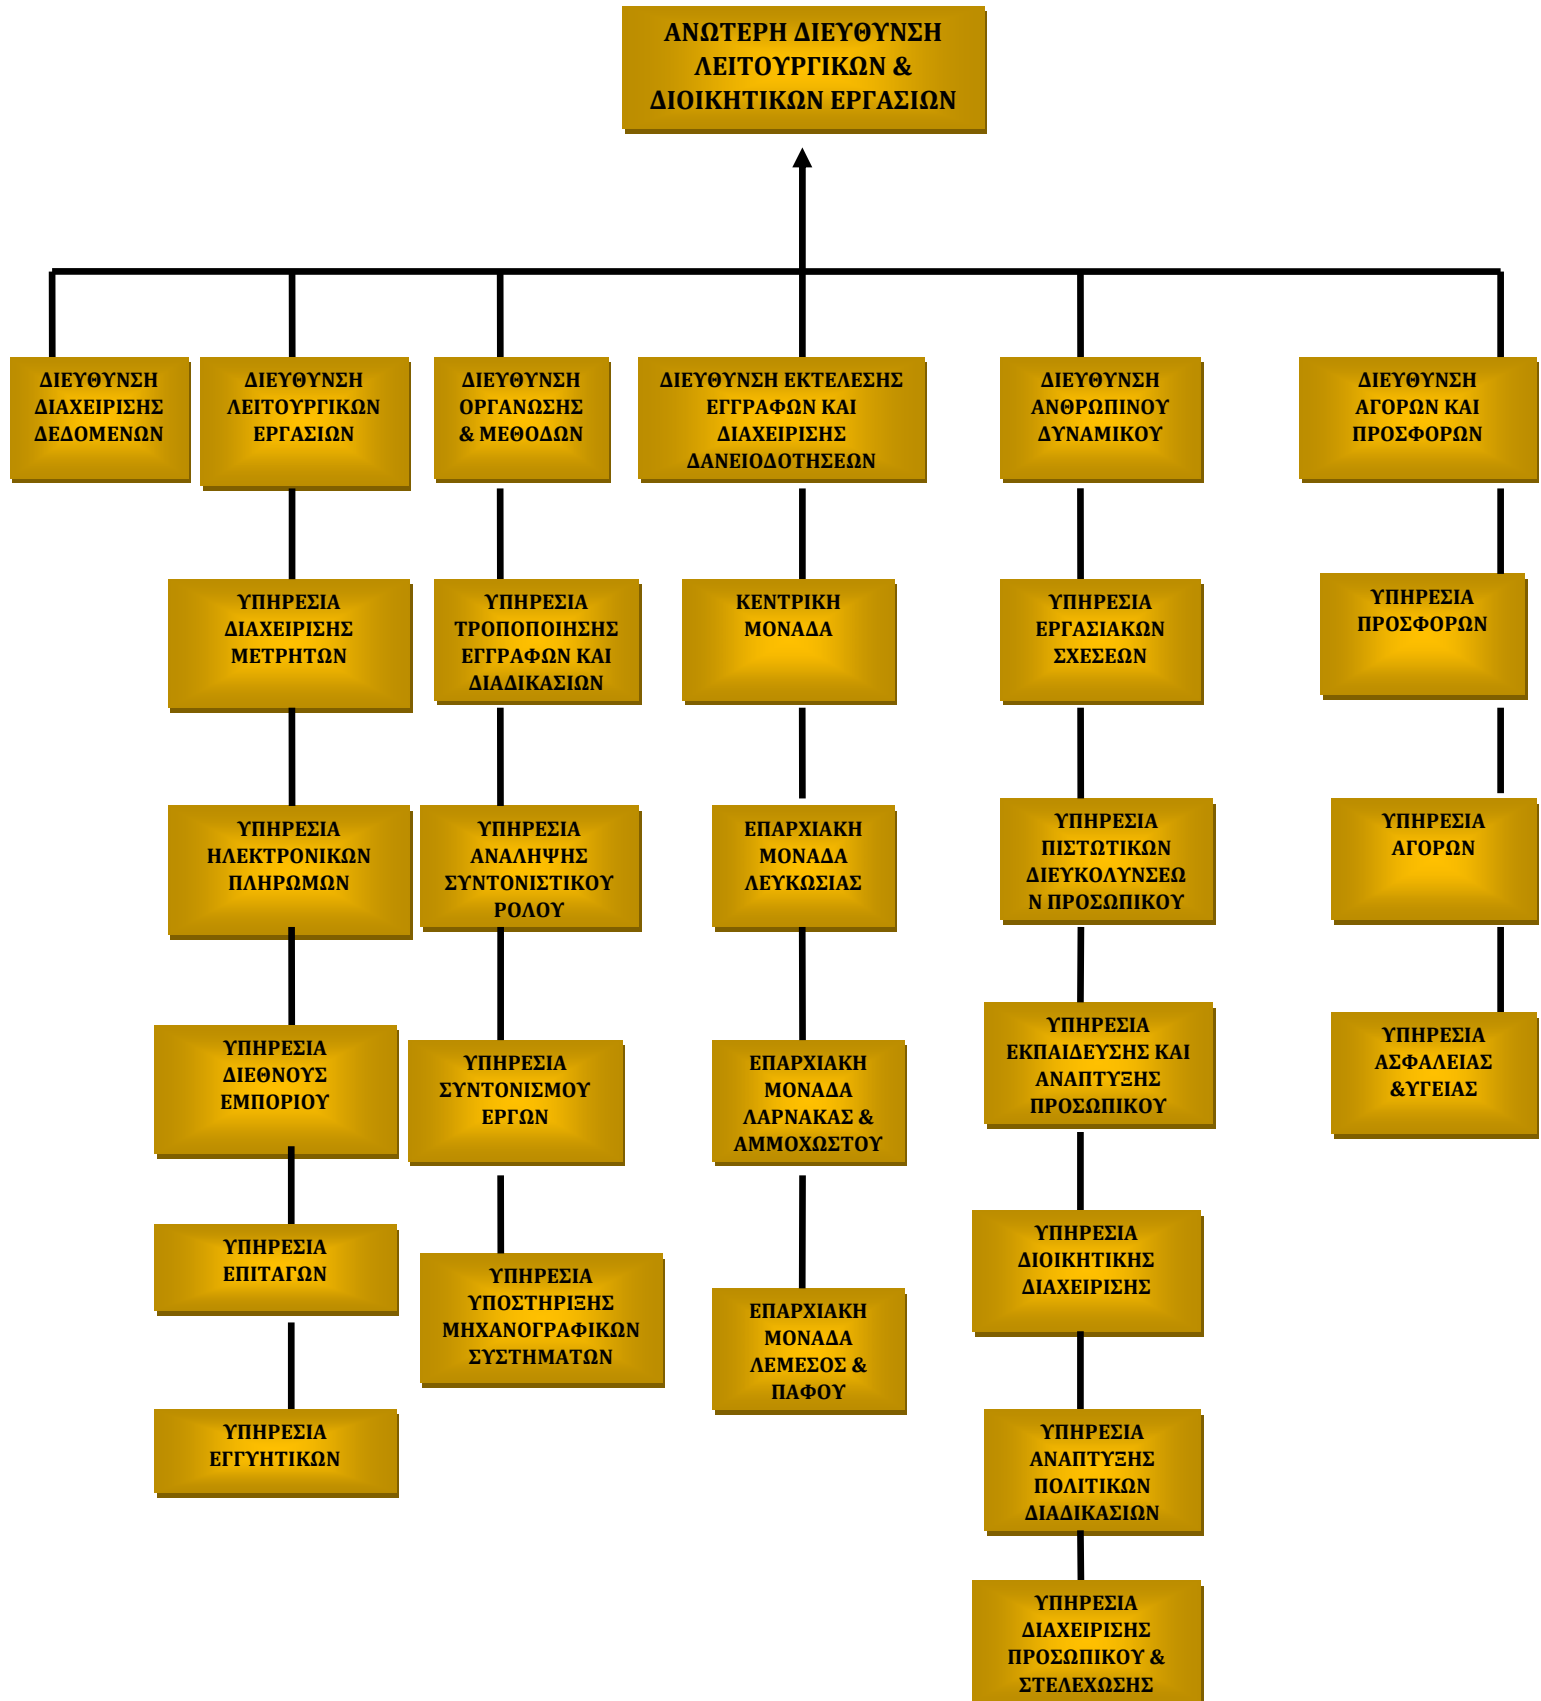 ΑΝΩΤΕΡΗ ΔΙΕΥΘΥΝΣΗ
ΛΕΙΤΟΥΡΓΙΚΩΝ &
ΔΙΟΙΚΗΤΙΚΩΝ ΕΡΓΑΣΙΩΝ
ΔΙΕΥΘΥΝΣΗ
ΔΙΑΧΕΙΡΙΣΗΣ
ΔΕΔΟΜΕΝΩΝ
ΔΙΕΥΘΥΝΣΗ
ΛΕΙΤΟΥΡΓΙΚΩΝ
ΕΡΓΑΣΙΩΝ
ΔΙΕΥΘΥΝΣΗ
ΟΡΓΑΝΩΣΗΣ
& ΜΕΘΟΔΩΝ
ΔΙΕΥΘΥΝΣΗ ΕΚΤΕΛΕΣΗΣ
ΕΓΓΡΑΦΩΝ ΚΑΙ
ΔΙΑΧΕΙΡΙΣΗΣ
ΔΑΝΕΙΟΔΟΤΗΣΕΩΝ
ΔΙΕΥΘΥΝΣΗ
ΑΝΘΡΩΠΙΝΟΥ
ΔΥΝΑΜΙΚΟΥ
ΔΙΕΥΘΥΝΣΗ
ΑΓΟΡΩΝ ΚΑΙ
ΠΡΟΣΦΟΡΩΝ
ΥΠΗΡΕΣΙΑ
ΔΙΑΧΕΙΡΙΣΗΣ
ΜΕΤΡΗΤΩΝ
ΥΠΗΡΕΣΙΑ
ΤΡΟΠΟΠΟΙΗΣΗΣ
ΕΓΓΡΑΦΩΝ ΚΑΙ
ΔΙΑΔΙΚΑΣΙΩΝ
ΚΕΝΤΡΙΚΗ
ΜΟΝΑΔΑ
ΥΠΗΡΕΣΙΑ
ΕΡΓΑΣΙΑΚΩΝ
ΣΧΕΣΕΩΝ
ΥΠΗΡΕΣΙΑ
ΠΡΟΣΦΟΡΩΝ
ΥΠΗΡΕΣΙΑ
ΗΛΕΚΤΡΟΝΙΚΩΝ
ΠΛΗΡΩΜΩΝ
ΥΠΗΡΕΣΙΑ
ΑΝΑΛΗΨΗΣ
ΣΥΝΤΟΝΙΣΤΙΚΟΥ
ΡΟΛΟΥ
ΕΠΑΡΧΙΑΚΗ
ΜΟΝΑΔΑ
ΛΕΥΚΩΣΙΑΣ
ΥΠΗΡΕΣΙΑ
ΠΙΣΤΩΤΙΚΩΝ
ΔΙΕΥΚΟΛΥΝΣΕΩ
Ν ΠΡΟΣΩΠΙΚΟΥ
ΥΠΗΡΕΣΙΑ
ΑΓΟΡΩΝ
ΥΠΗΡΕΣΙΑ
ΔΙΕΘΝΟΥΣ
ΕΜΠΟΡΙΟΥ
ΥΠΗΡΕΣΙΑ
ΣΥΝΤΟΝΙΣΜΟΥ
ΕΡΓΩΝ
ΕΠΑΡΧΙΑΚΗ
ΜΟΝΑΔΑ
ΛΑΡΝΑΚΑΣ &
ΑΜΜΟΧΩΣΤΟΥ
ΥΠΗΡΕΣΙΑ
ΕΚΠΑΙΔΕΥΣΗΣ ΚΑΙ
ΑΝΑΠΤΥΞΗΣ
ΠΡΟΣΩΠΙΚΟΥ
ΥΠΗΡΕΣΙΑ
ΑΣΦΑΛΕΙΑΣ
&ΥΓΕΙΑΣ
ΥΠΗΡΕΣΙΑ
ΕΠΙΤΑΓΩΝ
ΥΠΗΡΕΣΙΑ
ΥΠΟΣΤΗΡΙΞΗΣ
ΜΗΧΑΝΟΓΡΑΦΙΚΩΝ
ΣΥΣΤΗΜΑΤΩΝ
ΕΠΑΡΧΙΑΚΗ
ΜΟΝΑΔΑ
ΛΕΜΕΣΟΣ &
ΠΑΦΟΥ
ΥΠΗΡΕΣΙΑ
ΔΙΟΙΚΗΤΙΚΗΣ
ΔΙΑΧΕΙΡΙΣΗΣ
ΥΠΗΡΕΣΙΑ
ΕΓΓΥΗΤΙΚΩΝ
ΥΠΗΡΕΣΙΑ
ΑΝΑΠΤΥΞΗΣ
ΠΟΛΙΤΙΚΩΝ
ΔΙΑΔΙΚΑΣΙΩΝ
ΥΠΗΡΕΣΙΑ
ΔΙΑΧΕΙΡΙΣΗΣ
ΠΡΟΣΩΠΙΚΟΥ &
ΣΤΕΛΕΧΩΣΗΣ